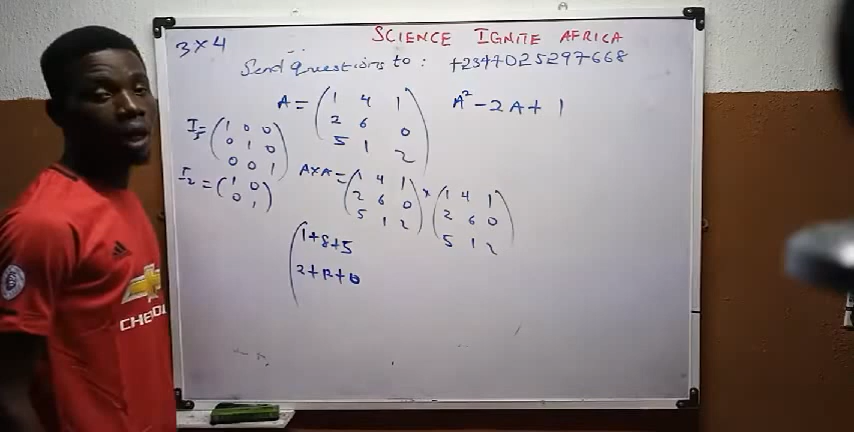 3×4
SCIENCE IGNITE AFRICA
Send questions to: +2347025297668
A = (1 4 1
2 6 0
5 1 2)
A² - 2A + 1
I₃ = (1 0 0
0 1 0
0 0 1)
I₂ = (1 0
0 1)
A×A = (1 4 1
2 6 0
5 1 2) × (1 4 1
2 6 0
5 1 2)
(1+8+5
2+12+0
CHEVROL